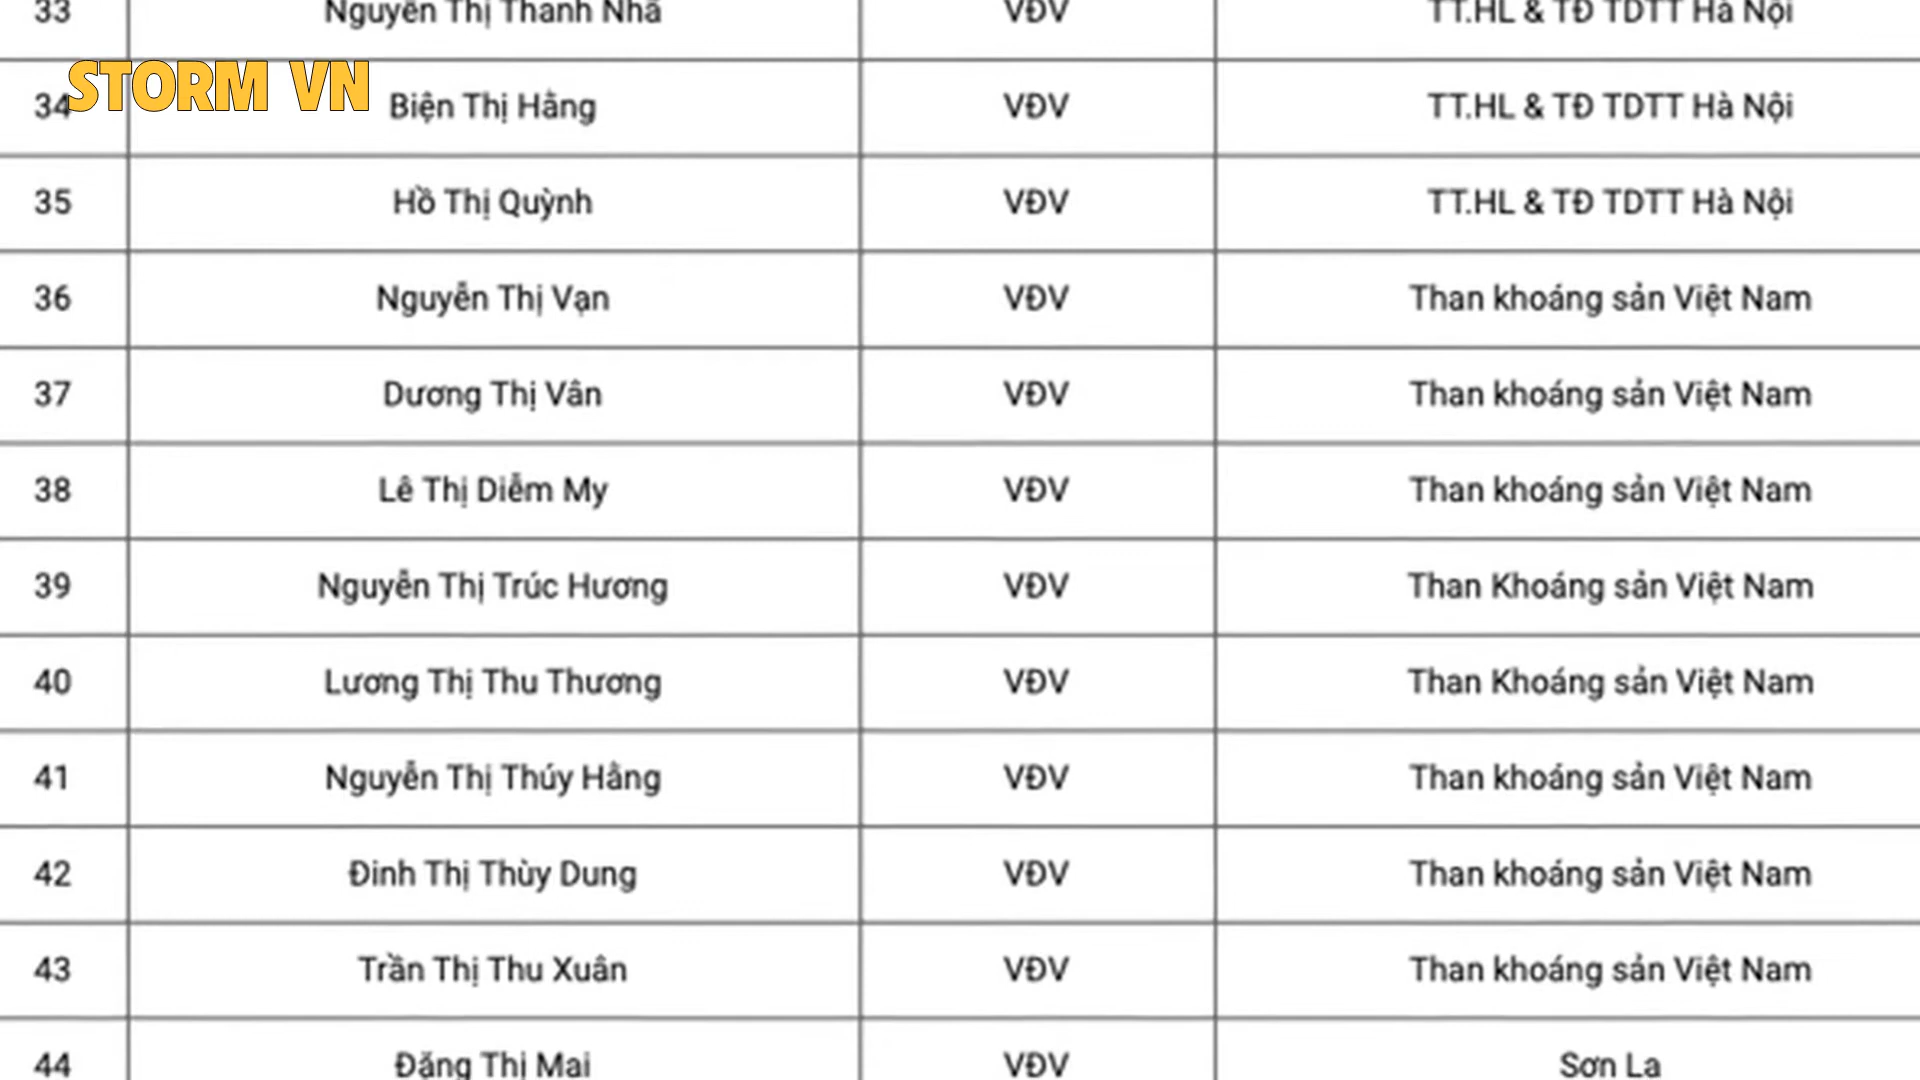 33 Nguyễn Thị Thanh Nhã VĐV TT.HL & TĐ TDTT Hà Nội
STORM VN
34 Biện Thị Hằng VĐV TT.HL & TĐ TDTT Hà Nội
35 Hồ Thị Quỳnh VĐV TT.HL & TĐ TDTT Hà Nội
36 Nguyễn Thị Vạn VĐV Than khoáng sản Việt Nam
37 Dương Thị Vân VĐV Than khoáng sản Việt Nam
38 Lê Thị Diễm My VĐV Than khoáng sản Việt Nam
39 Nguyễn Thị Trúc Hương VĐV Than Khoáng sản Việt Nam
40 Lương Thị Thu Thương VĐV Than Khoáng sản Việt Nam
41 Nguyễn Thị Thúy Hằng VĐV Than khoáng sản Việt Nam
42 Đinh Thị Thùy Dung VĐV Than khoáng sản Việt Nam
43 Trần Thị Thu Xuân VĐV Than khoáng sản Việt Nam
44 Đặng Thị Mai VĐV Sơn La